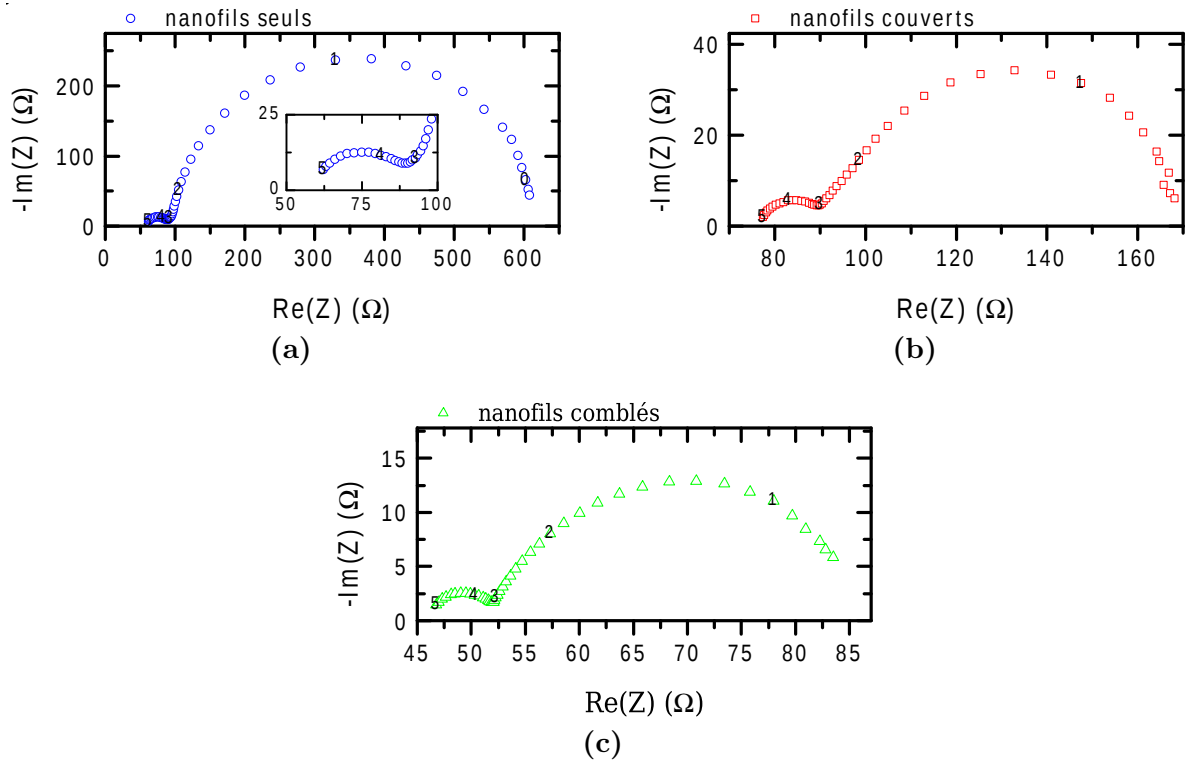 nanofils seuls
-Im(Z) (Ω)
200
100
0
0 100 200 300 400 500 600
Re(Z) (Ω)
25
0
50 75 100
5 4 3
5 4 3 2 1 0
(a)
nanofils couverts
-Im(Z) (Ω)
40
20
0
80 100 120 140 160
Re(Z) (Ω)
5 4 3 2 1
(b)
nanofils comblés
-Im(Z) (Ω)
15
10
5
0
45 50 55 60 65 70 75 80 85
Re(Z) (Ω)
5 4 3 2 1
(c)